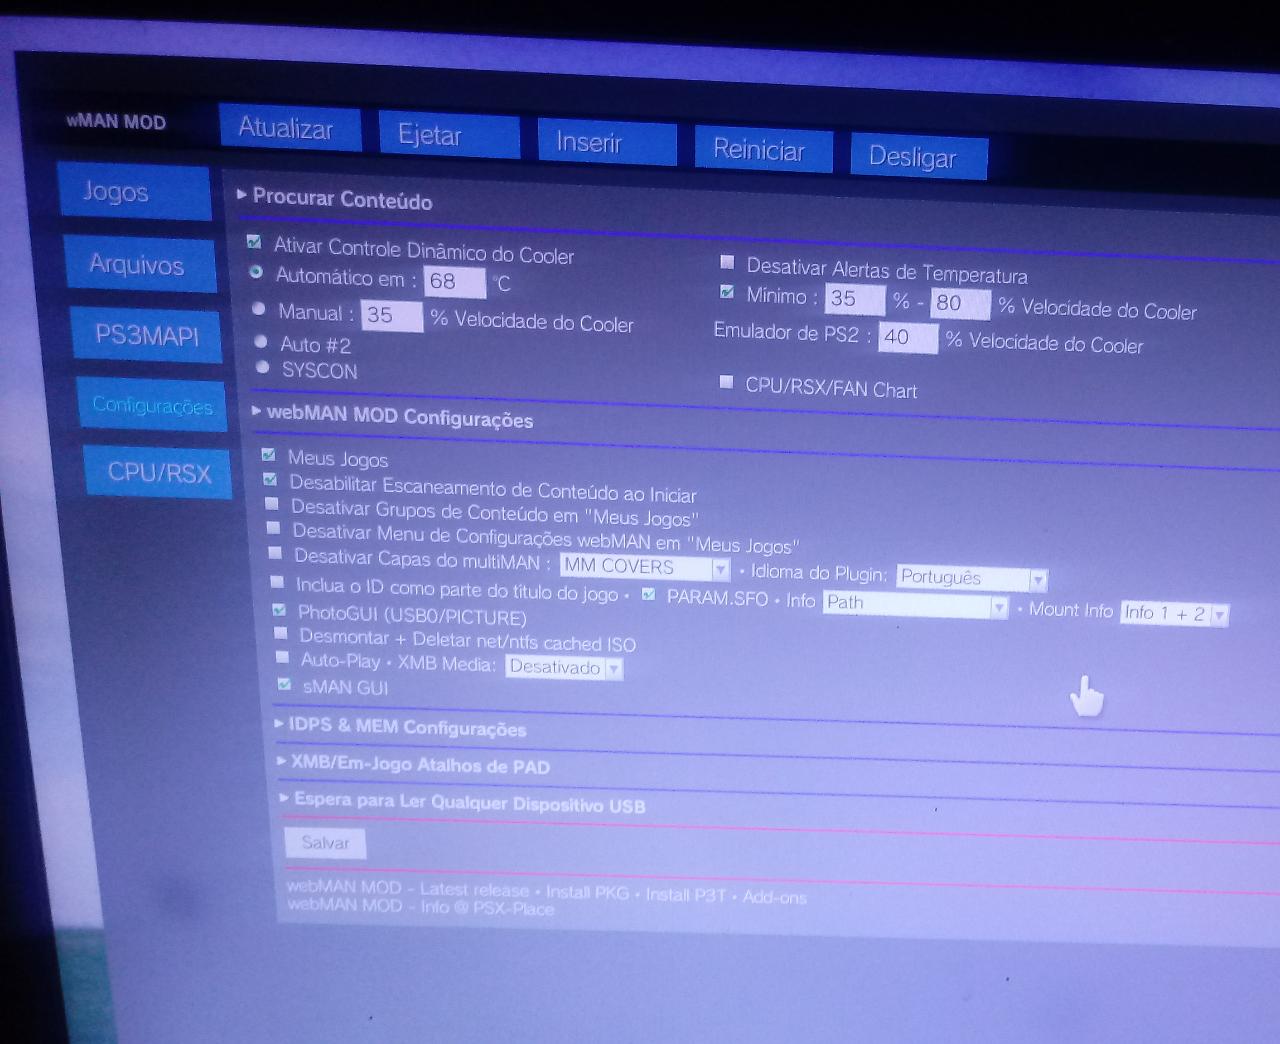 wMAN MOD
Atualizar
Ejetar
Inserir
Reiniciar
Desligar
Jogos
Arquivos
PS3MAPI
Configurações
CPU/RSX
Procurar Conteúdo
Ativar Controle Dinâmico do Cooler
Desativar Alertas de Temperatura
Automático em : 68 °C
Mínimo : 35 % - 80 % Velocidade do Cooler
Manual : 35 % Velocidade do Cooler
Emulador de PS2 : 40 % Velocidade do Cooler
Auto #2
SYSCON
CPU/RSX/FAN Chart
webMAN MOD Configurações
Meus Jogos
Desabilitar Escaneamento de Conteúdo ao Iniciar
Desativar Grupos de Conteúdo em "Meus Jogos"
Desativar Menu de Configurações webMAN em "Meus Jogos"
Desativar Capas do multiMAN : MM COVERS • Idioma do Plugin: Português
Inclua o ID como parte do título do jogo • PARAM.SFO • Info Path • Mount Info Info 1 + 2
PhotoGUI (USB0/PICTURE)
Desmontar + Deletar net/ntfs cached ISO
Auto-Play • XMB Media: Desativado
sMAN GUI
IDPS & MEM Configurações
XMB/Em-Jogo Atalhos de PAD
Espera para Ler Qualquer Dispositivo USB
Salvar
webMAN MOD - Latest release • Install PKG • Install P3T • Add-ons
webMAN MOD - Info @ PSX-Place